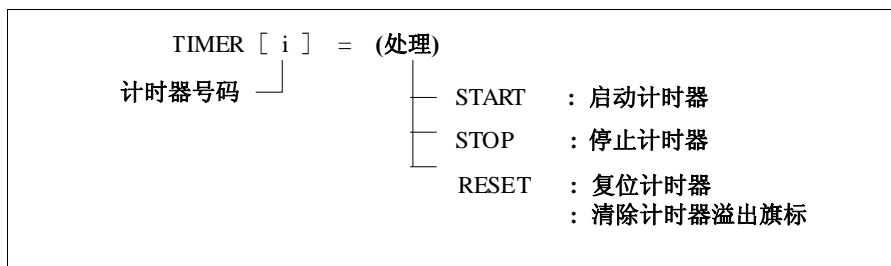 TIMER [ i ] = (处理)
计时器号码
START : 启动计时器
STOP : 停止计时器
RESET : 复位计时器
: 清除计时器溢出旗标